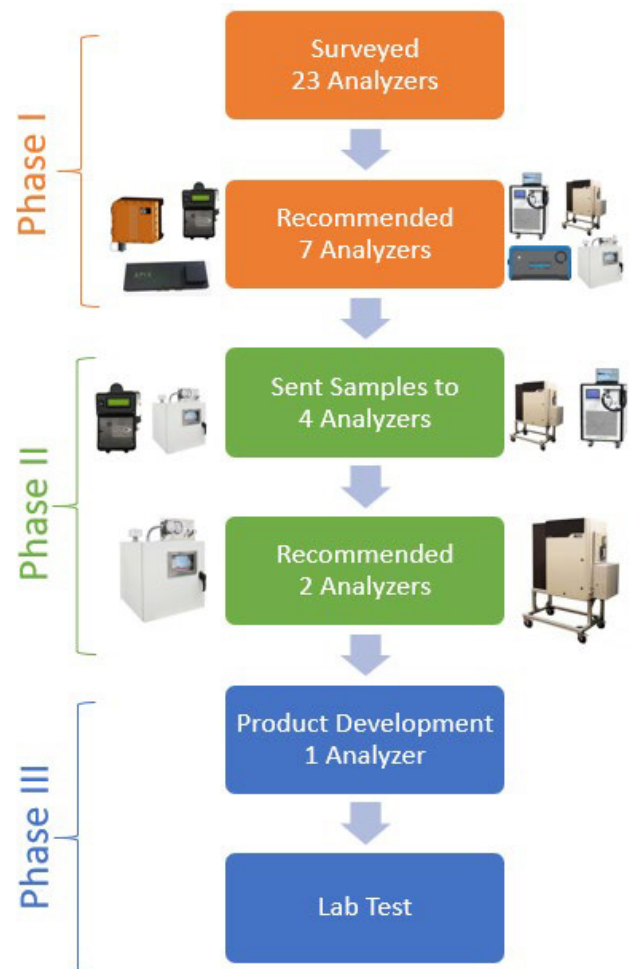 Phase I
Surveyed
23 Analyzers
Recommended
7 Analyzers
APIX
Phase II
Sent Samples to
4 Analyzers
Recommended
2 Analyzers
Phase III
Product Development
1 Analyzer
Lab Test